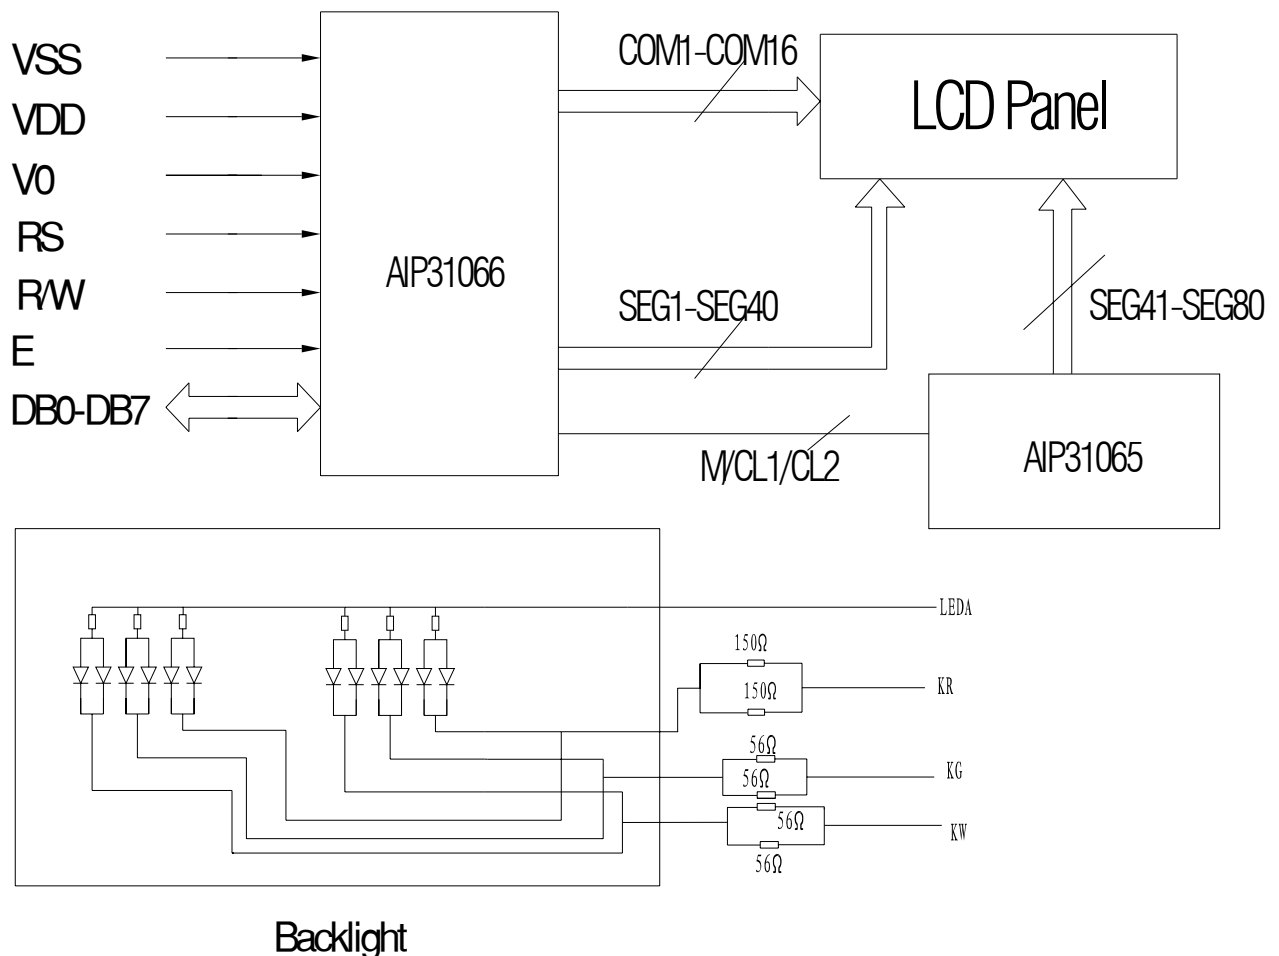 VSS
VDD
V0
RS
R/W
E
DB0-DB7
AIP31066
COM1-COM16
LCD Panel
SEG1-SEG40
SEG41-SEG80
M/CL1/CL2
AIP31065
LEDA
150Ω
150Ω
KR
56Ω
56Ω
KG
56Ω
56Ω
KW
Backlight